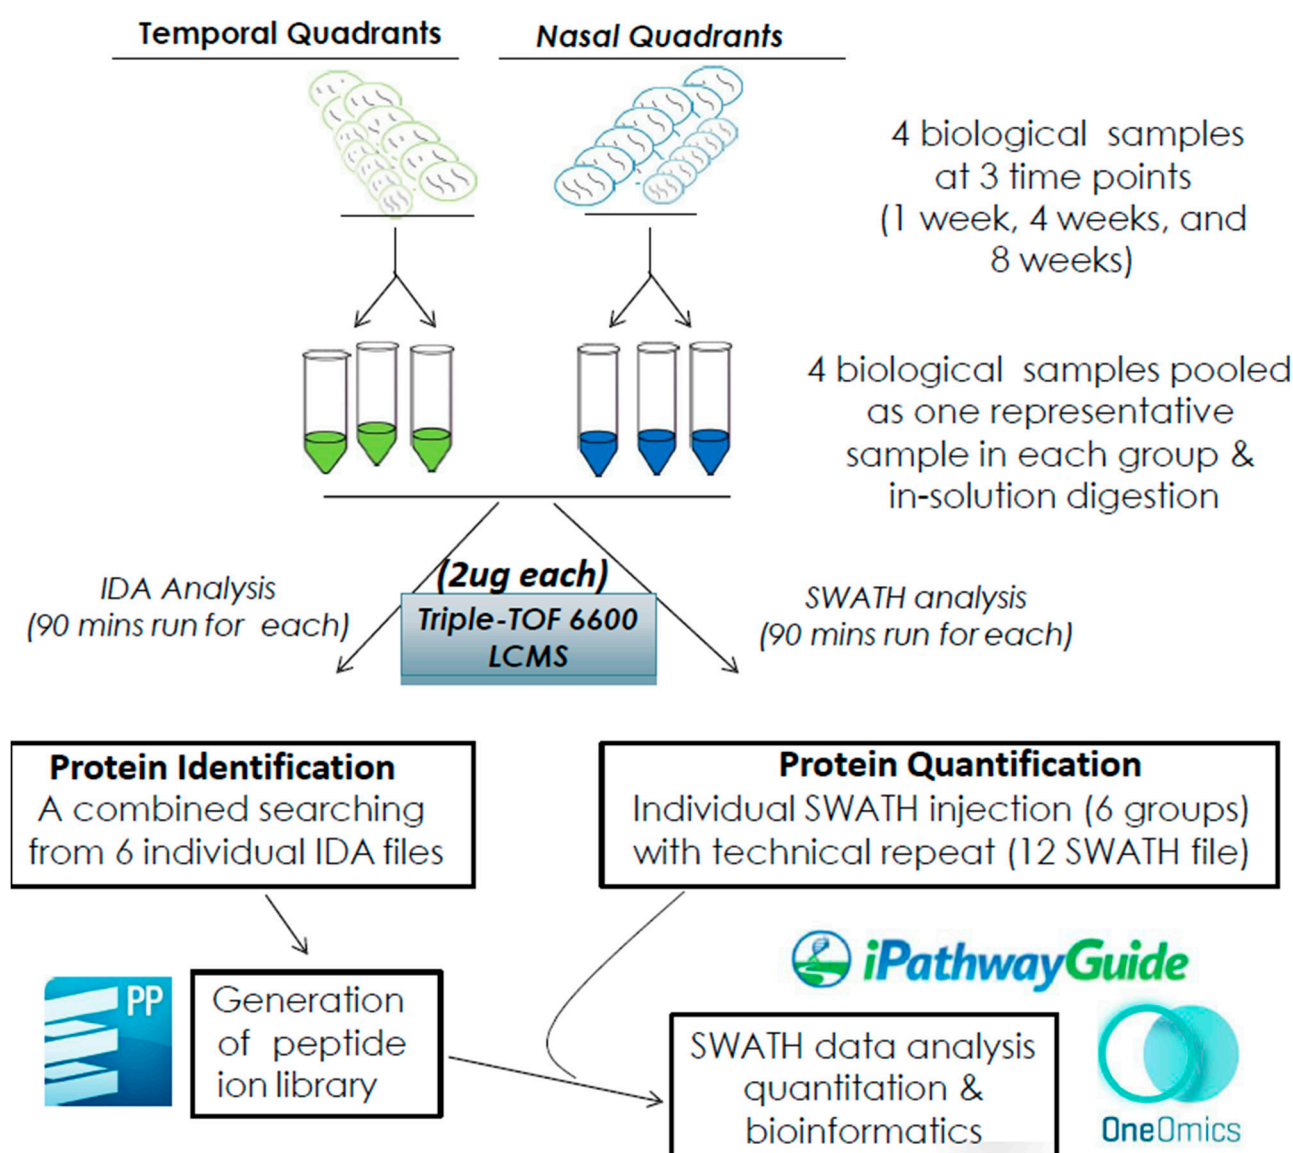 Temporal Quadrants
Nasal Quadrants
4 biological samples
at 3 time points
(1 week, 4 weeks, and
8 weeks)
4 biological samples pooled
as one representative
sample in each group &
in-solution digestion
IDA Analysis
(90 mins run for each)
(2ug each)
Triple-TOF 6600
LCMS
SWATH analysis
(90 mins run for each)
Protein Identification
A combined searching
from 6 individual IDA files
Protein Quantification
Individual SWATH injection (6 groups)
with technical repeat (12 SWATH file)
iPathwayGuide
PP
Generation
of peptide
ion library
SWATH data analysis
quantitation &
bioinformatics
OneOmics